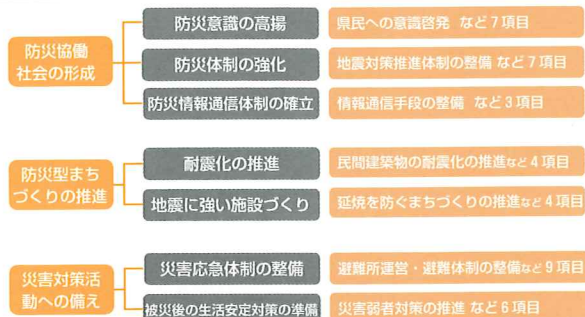 防災協働
社会の形成
防災意識の高揚
県民への意識啓発 など7項目
防災体制の強化
地震対策推進体制の整備 など7項目
防災情報通信体制の確立
情報通信手段の整備 など3項目
防災型まち
づくりの推進
耐震化の推進
民間建築物の耐震化の推進など4項目
地震に強い施設づくり
延焼を防ぐまちづくりの推進など4項目
災害対策活
動への備え
災害応急体制の整備
避難所運営・避難体制の整備など9項目
被災後の生活安定対策の準備
災害弱者対策の推進 など6項目